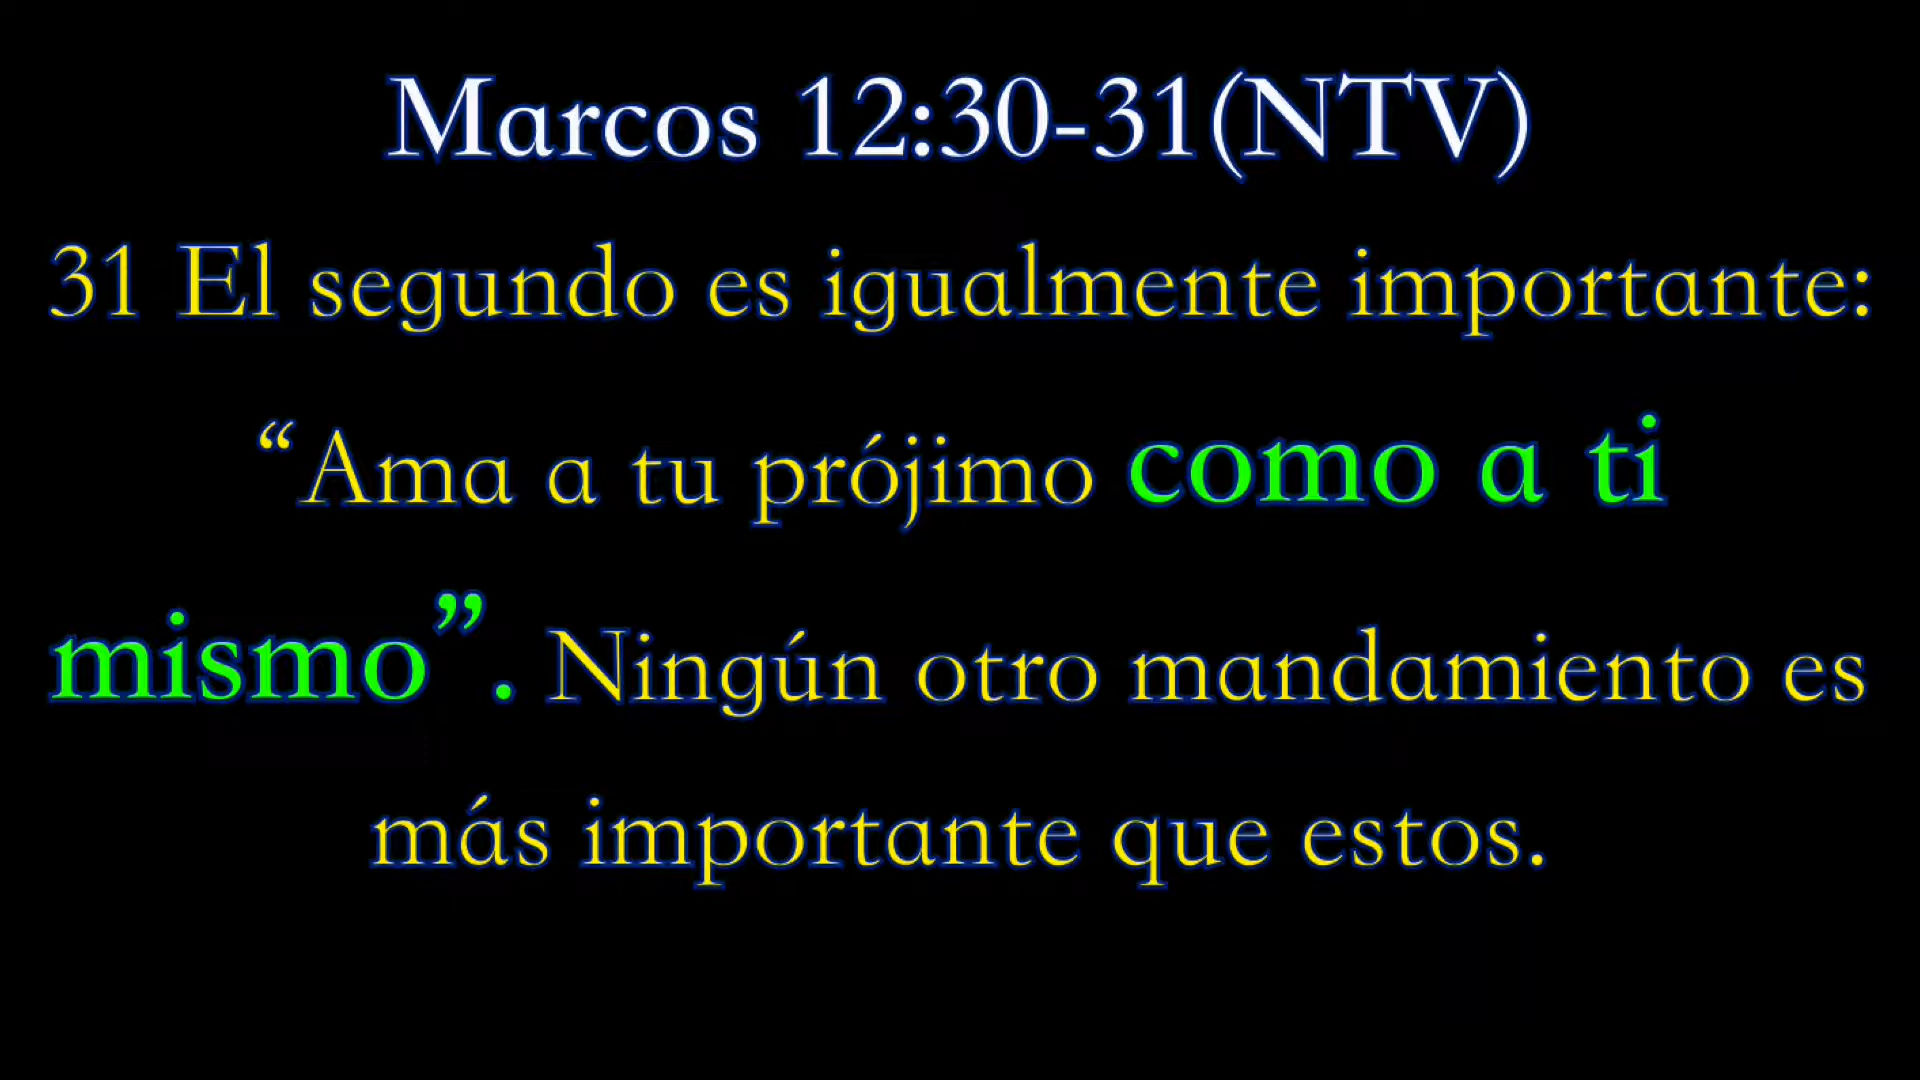 Marcos 12:30-31(NTV)
31 El segundo es igualmente importante:
“Ama a tu prójimo como a ti
mismo”. Ningún otro mandamiento es
más importante que estos.